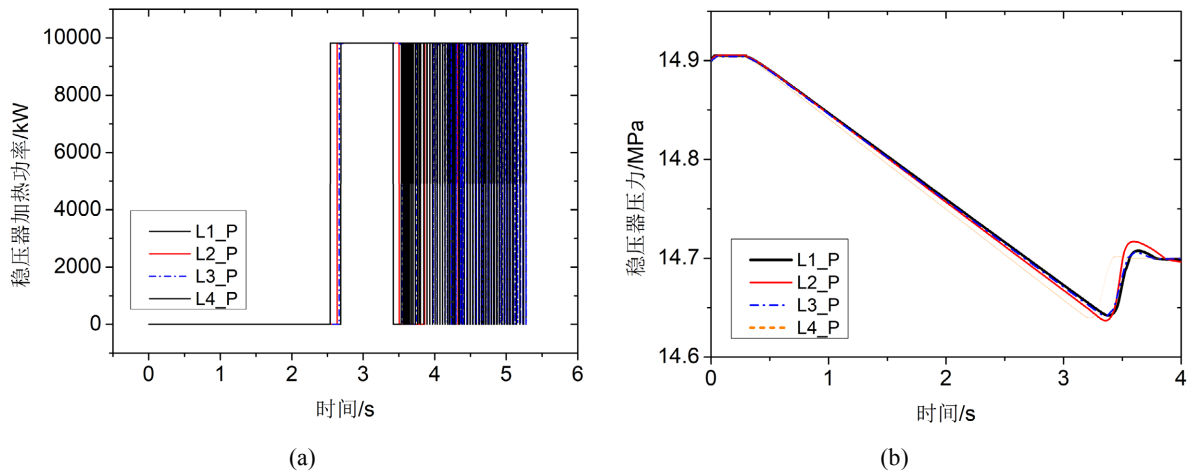 10000
8000
6000
4000
2000
0
稳压器加热功率/kW
L1_P
L2_P
L3_P
L4_P
0 1 2 3 4 5 6
时间/s
(a)
14.9
14.8
14.7
14.6
稳压器压力/MPa
L1_P
L2_P
L3_P
L4_P
0 1 2 3 4
时间/s
(b)